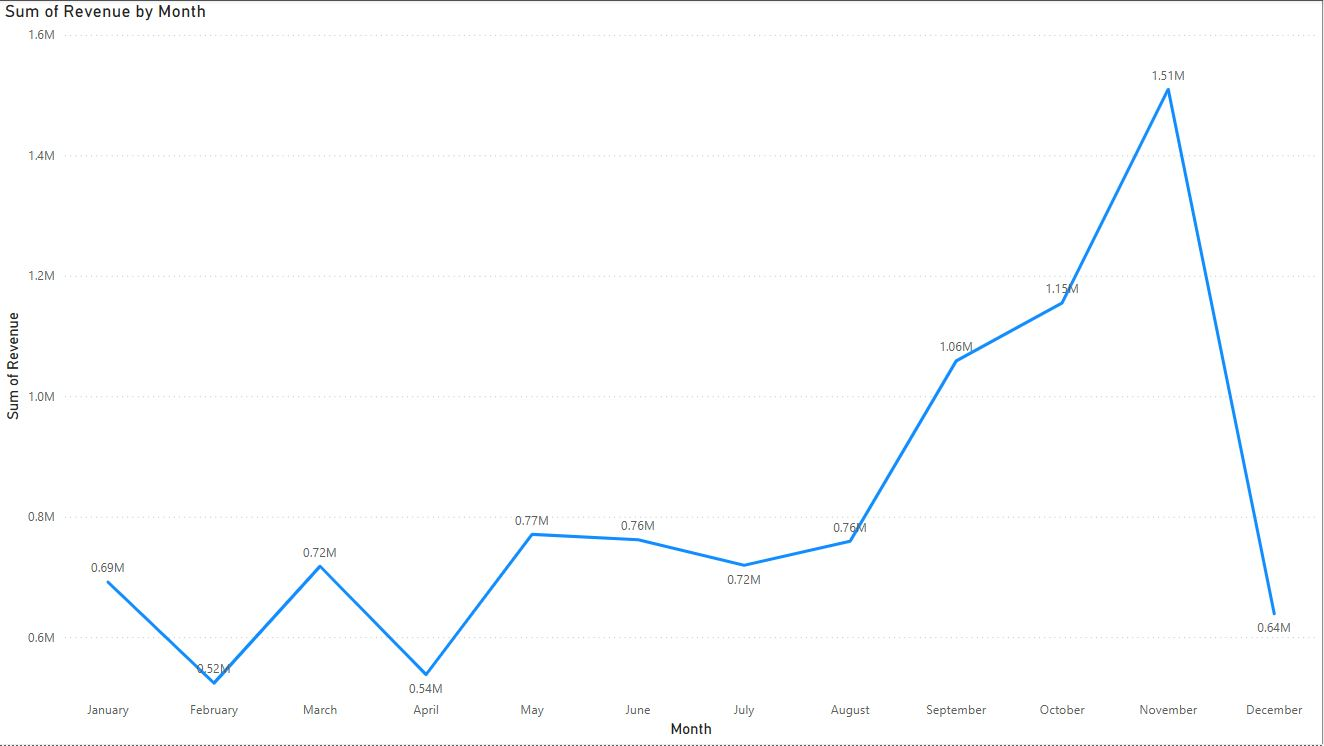 Sum of Revenue by Month
1.6M
1.4M
1.2M
1.0M
0.8M
0.6M
Sum of Revenue
0.69M
0.52M
0.72M
0.54M
0.77M
0.76M
0.72M
0.76M
1.06M
1.15M
1.51M
0.64M
January February March April May June July August September October November December
Month